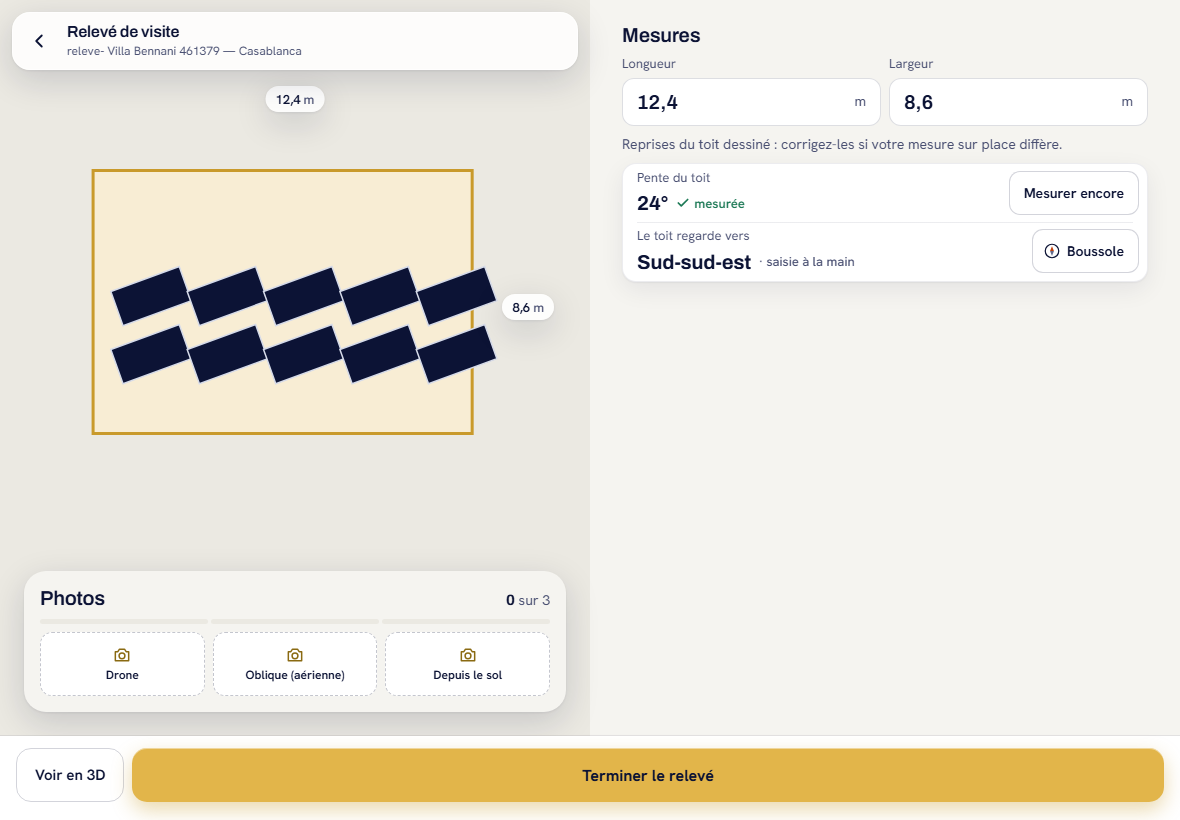 Relevé de visite
releve- Villa Bennani 461379 — Casablanca
12,4 m
8,6 m
Photos
0 sur 3
Drone
Oblique (aérienne)
Depuis le sol
Mesures
Longueur
Largeur
12,4 m
8,6 m
Reprises du toit dessiné : corrigez-les si votre mesure sur place diffère.
Pente du toit
24° ✓ mesurée
Mesurer encore
Le toit regarde vers
Sud-sud-est · saisie à la main
Boussole
Voir en 3D
Terminer le relevé